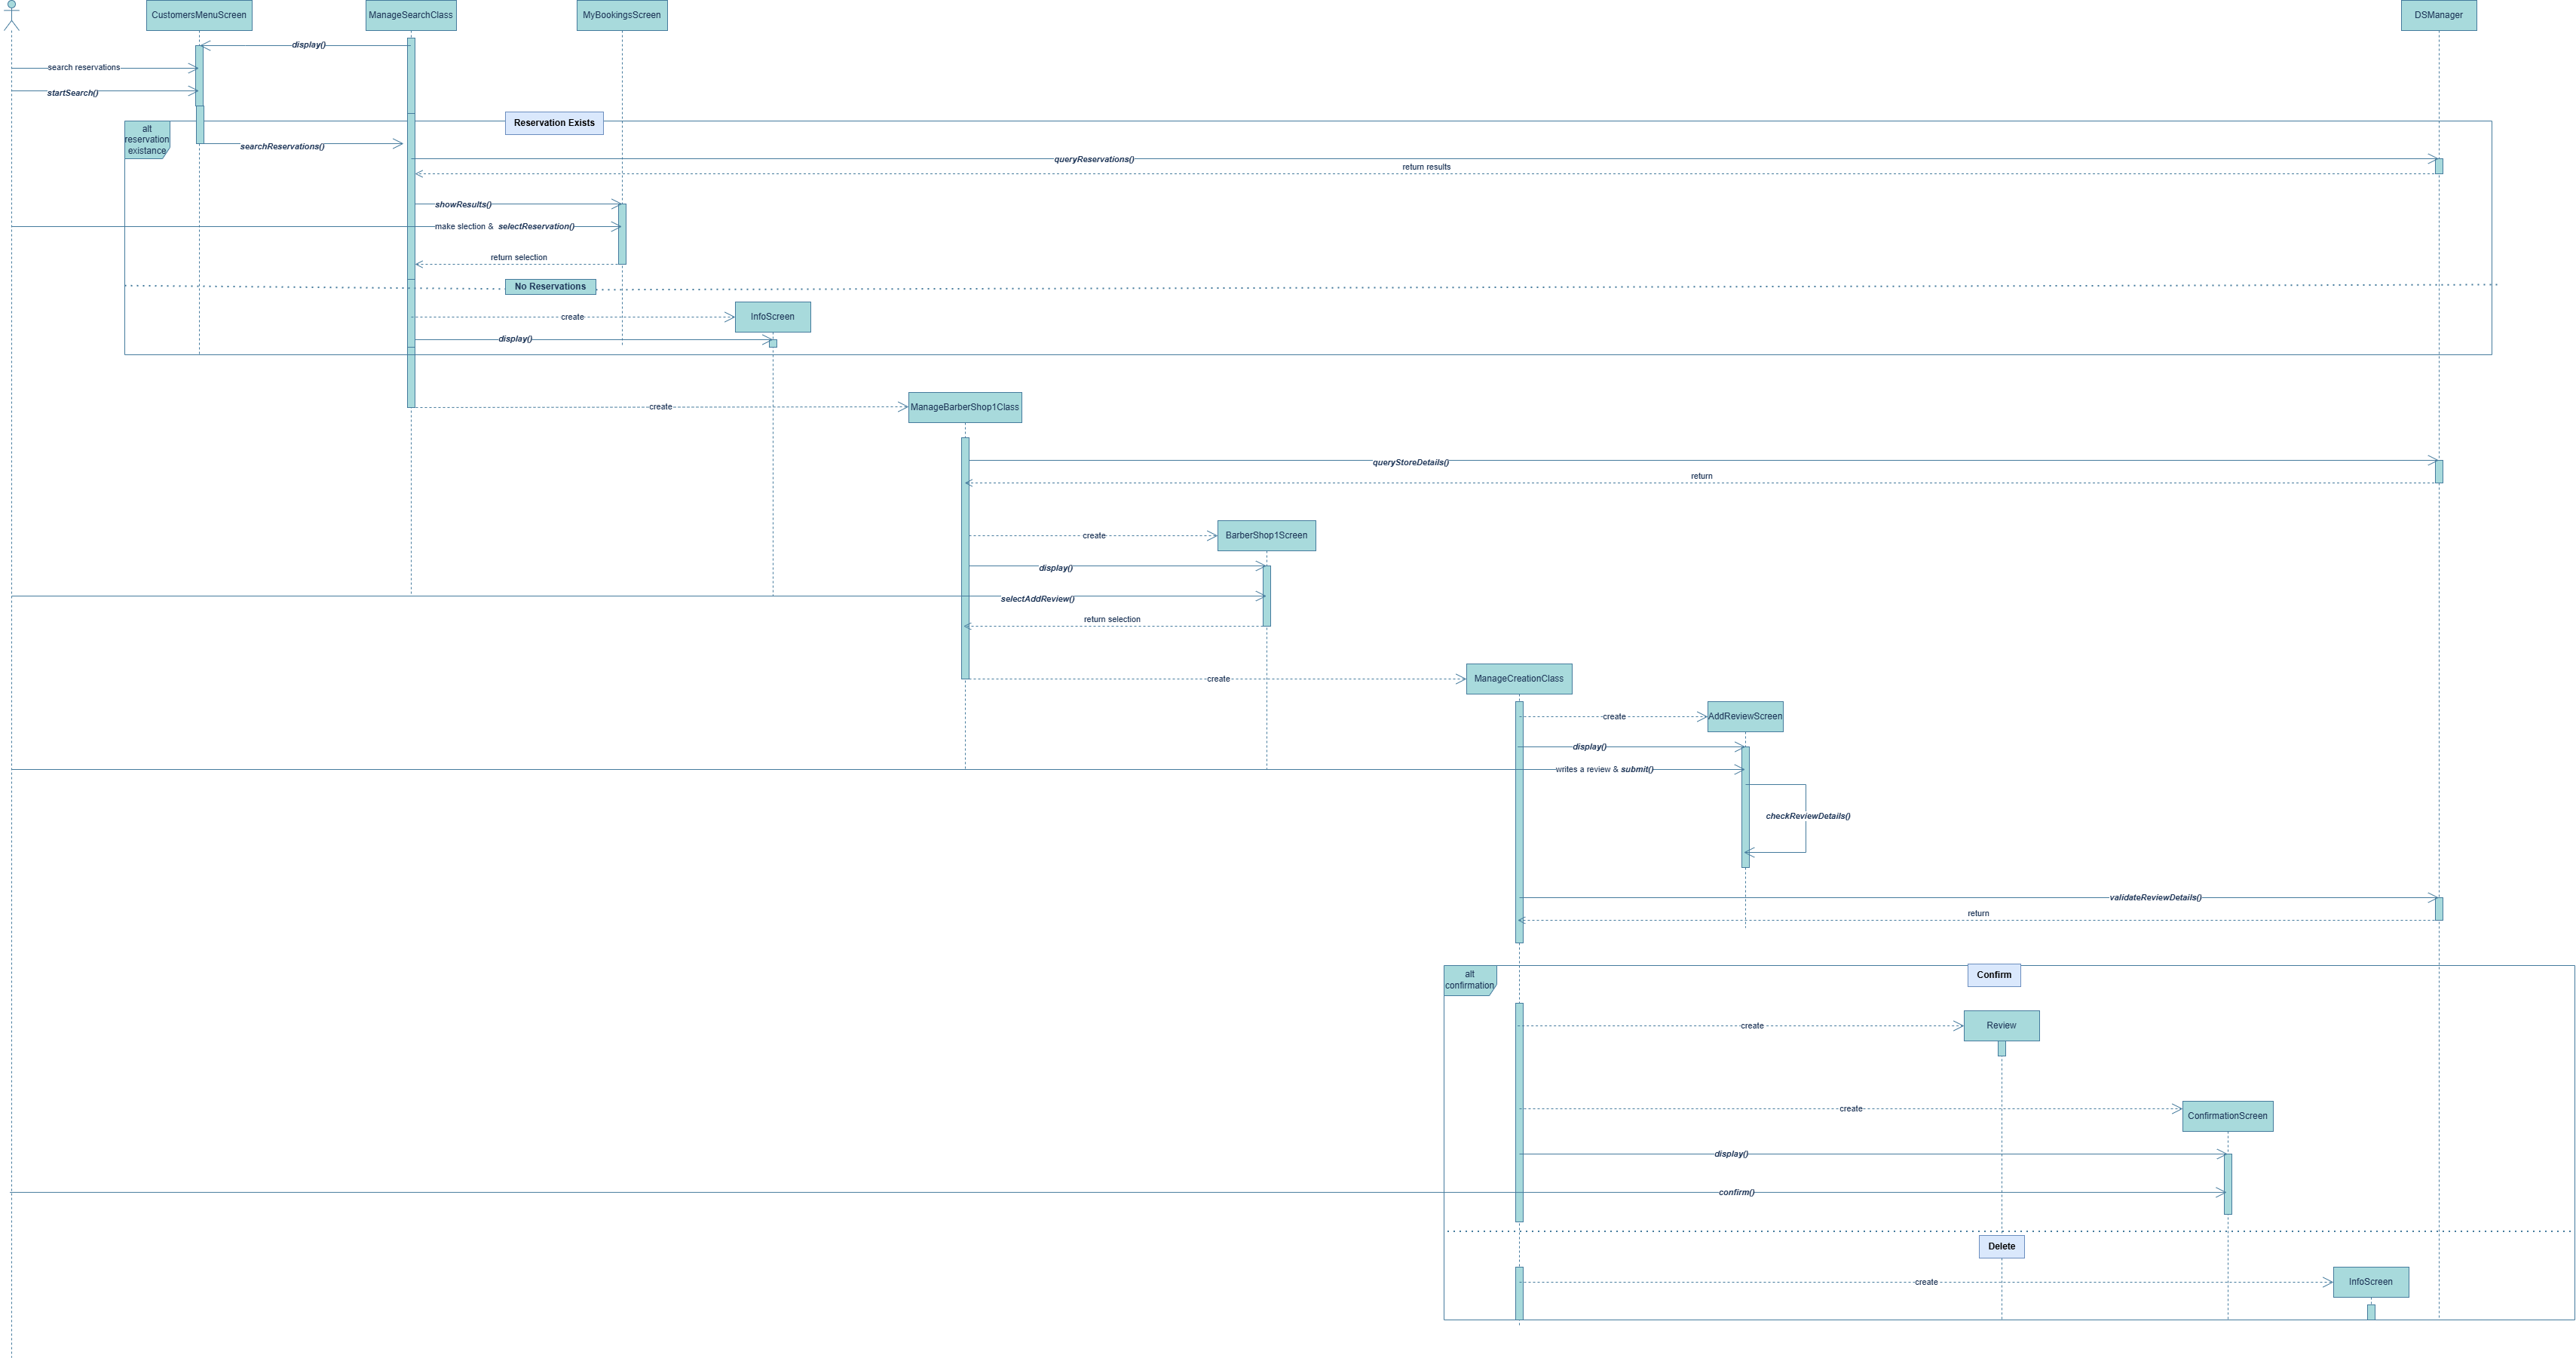 CustomersMenuScreen
ManageSearchClass
MyBookingsScreen
DSManager
display()
search reservations
startSearch()
Reservation Exists
alt
reservation
existance
searchReservations()
queryReservations()
return results
showResults()
make slection & selectReservation()
return selection
No Reservations
create
InfoScreen
display()
create
ManageBarberShop1Class
queryStoreDetails()
return
create
BarberShop1Screen
display()
selectAddReview()
return selection
create
ManageCreationClass
create
AddReviewScreen
display()
writes a review & submit()
checkReviewDetails()
validateReviewDetails()
return
alt
confirmation
Confirm
create
Review
create
ConfirmationScreen
display()
confirm()
Delete
create
InfoScreen